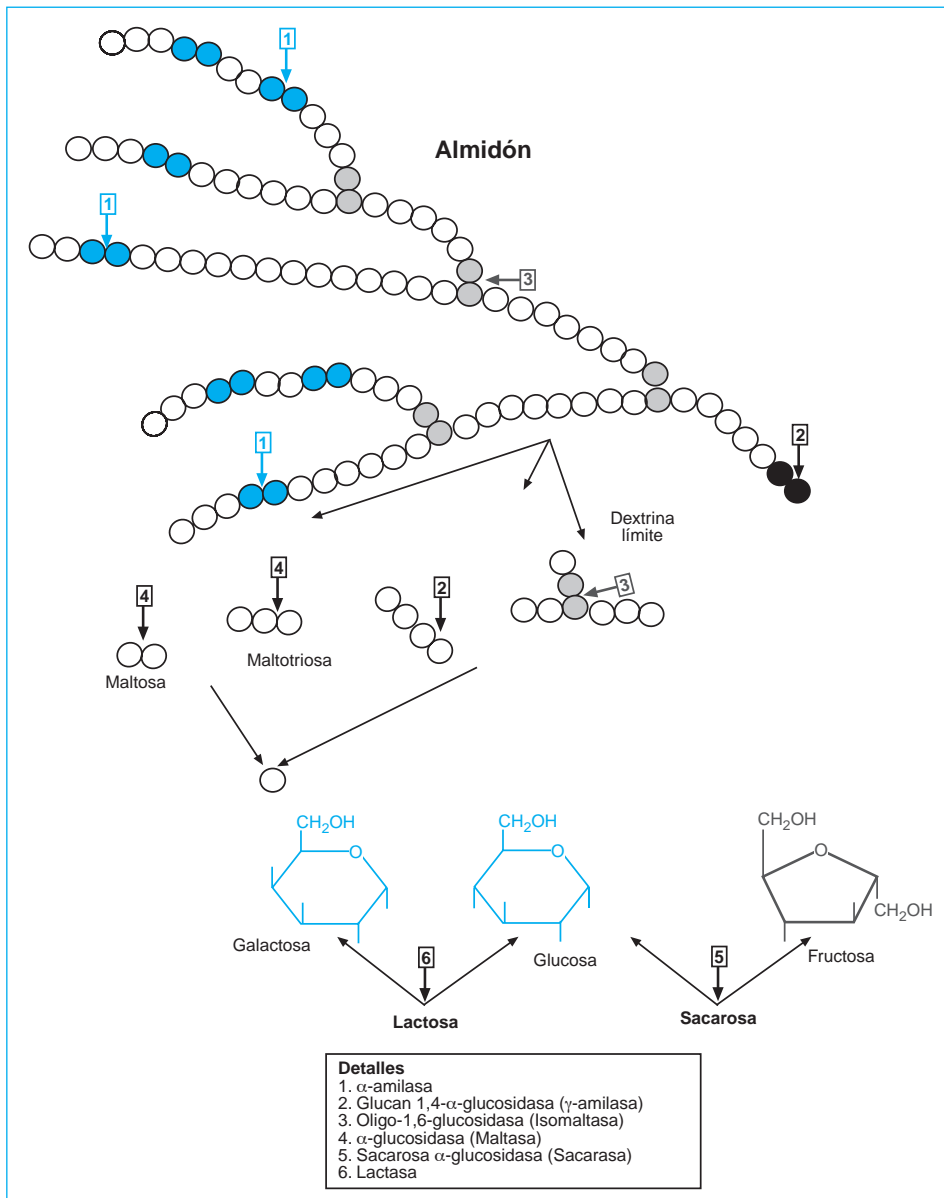 1
Almidón
1
3
2
1
Dextrina
límite
4
4
2
3
Maltosa
Maltotriosa
CH₂OH
O
Galactosa
CH₂OH
O
Glucosa
CH₂OH
O
CH₂OH
Fructosa
6
5
Lactosa
Sacarosa
Detalles
1. α-amilasa
2. Glucan 1,4-α-glucosidasa (γ-amilasa)
3. Oligo-1,6-glucosidasa (Isomaltasa)
4. α-glucosidasa (Maltasa)
5. Sacarosa α-glucosidasa (Sacarasa)
6. Lactasa